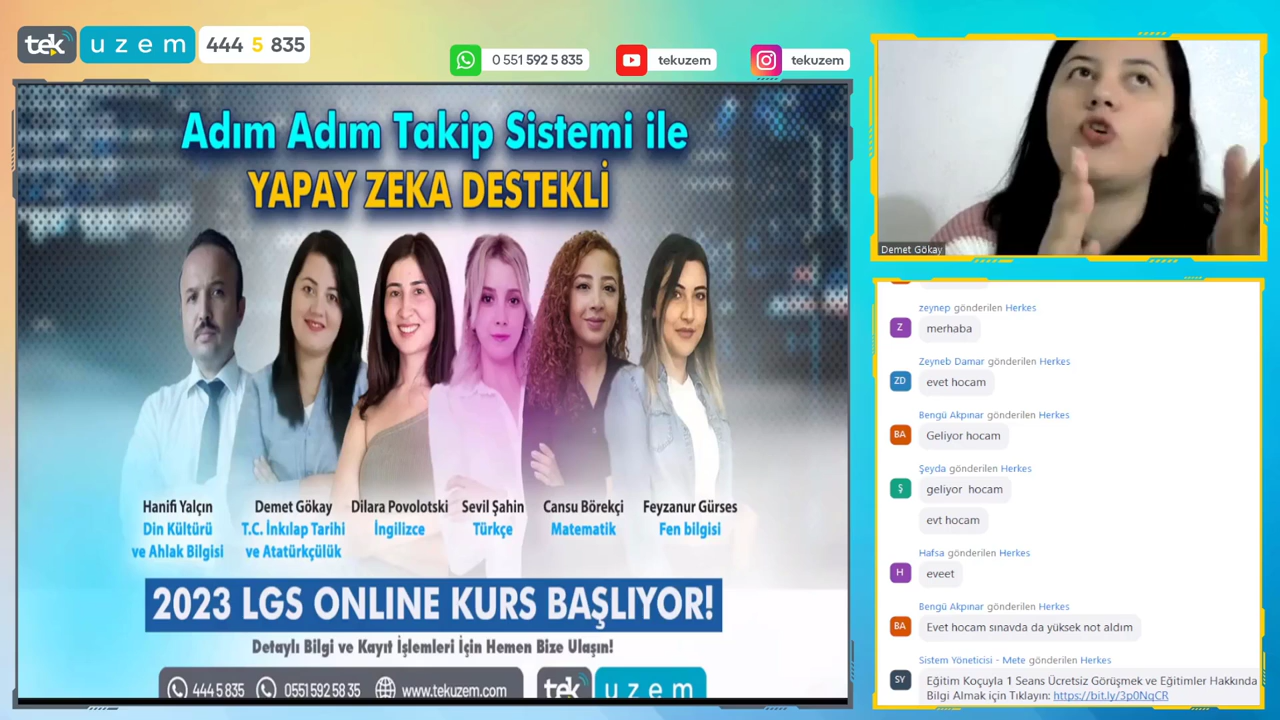 tek uzem 444 5 835
0 551 592 5 835
tekuzem
tekuzem
Adım Adım Takip Sistemi ile
YAPAY ZEKA DESTEKLİ
Hanifi Yalçın
Din Kültürü
ve Ahlak Bilgisi
Demet Gökay
T.C. İnkılap Tarihi
ve Atatürkçülük
Dilara Povolotski
İngilizce
Sevil Şahin
Türkçe
Cansu Börekçi
Matematik
Feyzanur Gürses
Fen bilgisi
2023 LGS ONLINE KURS BAŞLIYOR!
Detaylı Bilgi ve Kayıt İşlemleri İçin Hemen Bize Ulaşın!
444 5 835 0551 592 58 35 www.tekuzem.com tek uzem
Demet Gökay
zeynep gönderilen Herkes
Z merhaba
Zeyneb Damar gönderilen Herkes
ZD evet hocam
Bengü Akpınar gönderilen Herkes
BA Geliyor hocam
Şeyda gönderilen Herkes
Ş geliyor hocam
evt hocam
Hafsa gönderilen Herkes
H eveet
Bengü Akpınar gönderilen Herkes
BA Evet hocam sınavda da yüksek not aldım
Sistem Yöneticisi - Mete gönderilen Herkes
SY Eğitim Koçuyla 1 Seans Ücretsiz Görüşmek ve Eğitimler Hakkında
Bilgi Almak için Tıklayın: https://bit.ly/3p0NqCR